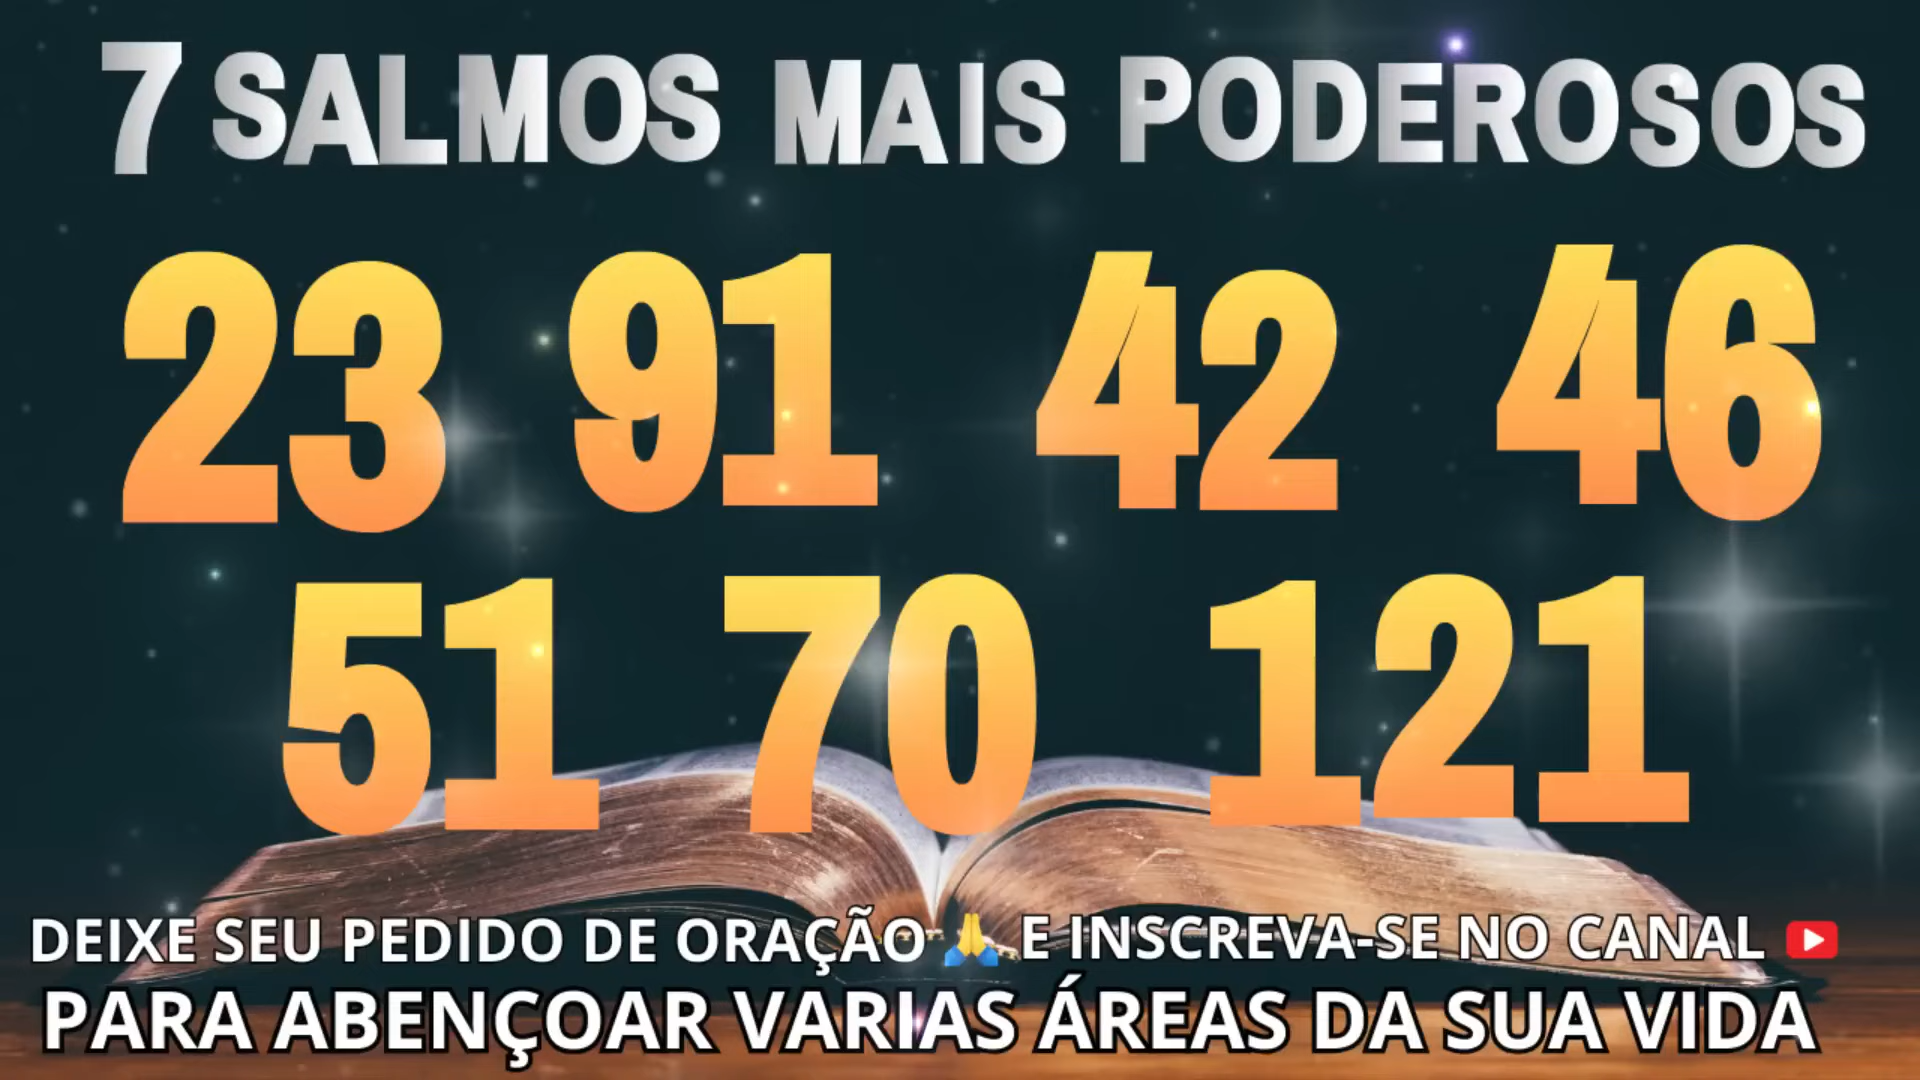 7 SALMOS MAIS PODEROSOS
23 91 42 46
51 70 121
DEIXE SEU PEDIDO DE ORAÇÃO 🙏 E INSCREVA-SE NO CANAL
PARA ABENÇOAR VARIAS ÁREAS DA SUA VIDA